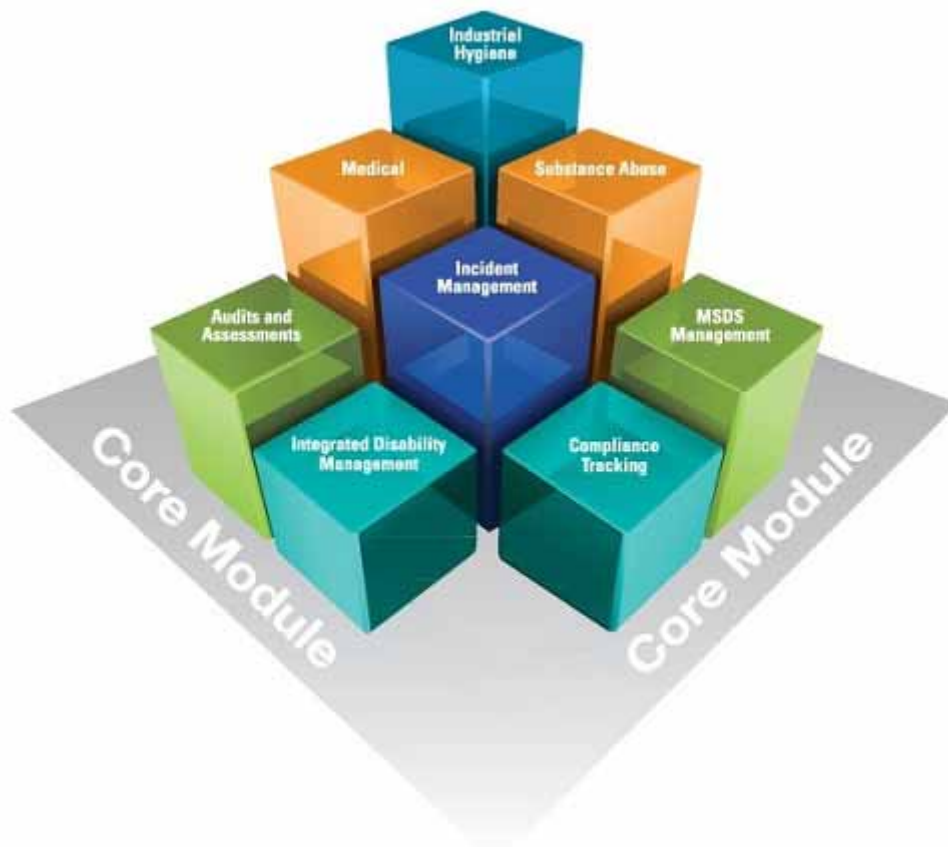 Industrial
Hygiene
Medical
Substance Abuse
Incident
Management
Audits and
Assessments
MSDS
Management
Integrated Disability
Management
Compliance
Tracking
Core Module
Core Module